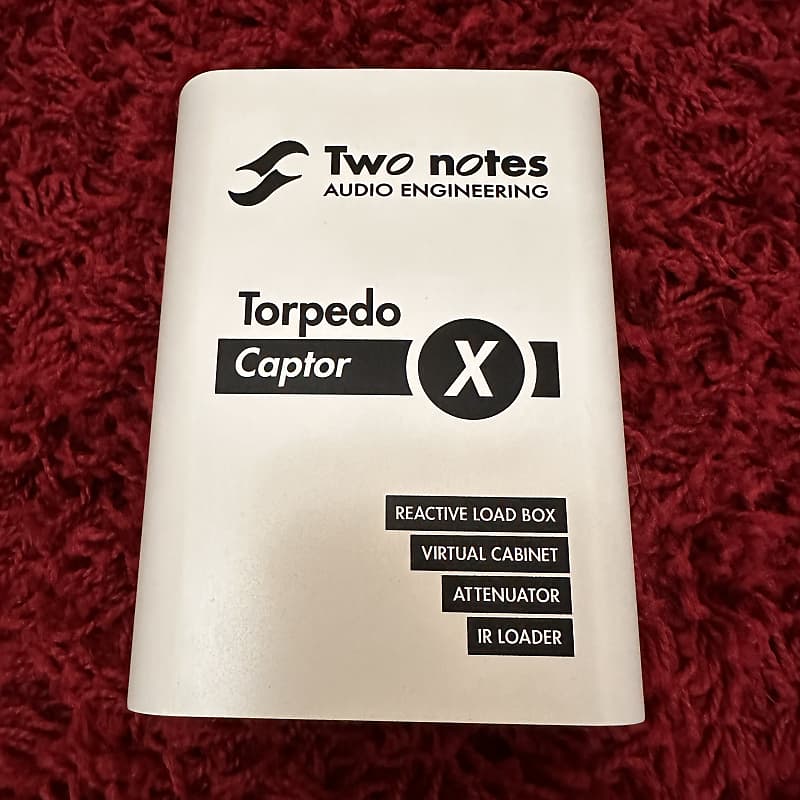 Two notes
AUDIO ENGINEERING
Torpedo
Captor X
REACTIVE LOAD BOX
VIRTUAL CABINET
ATTENUATOR
IR LOADER